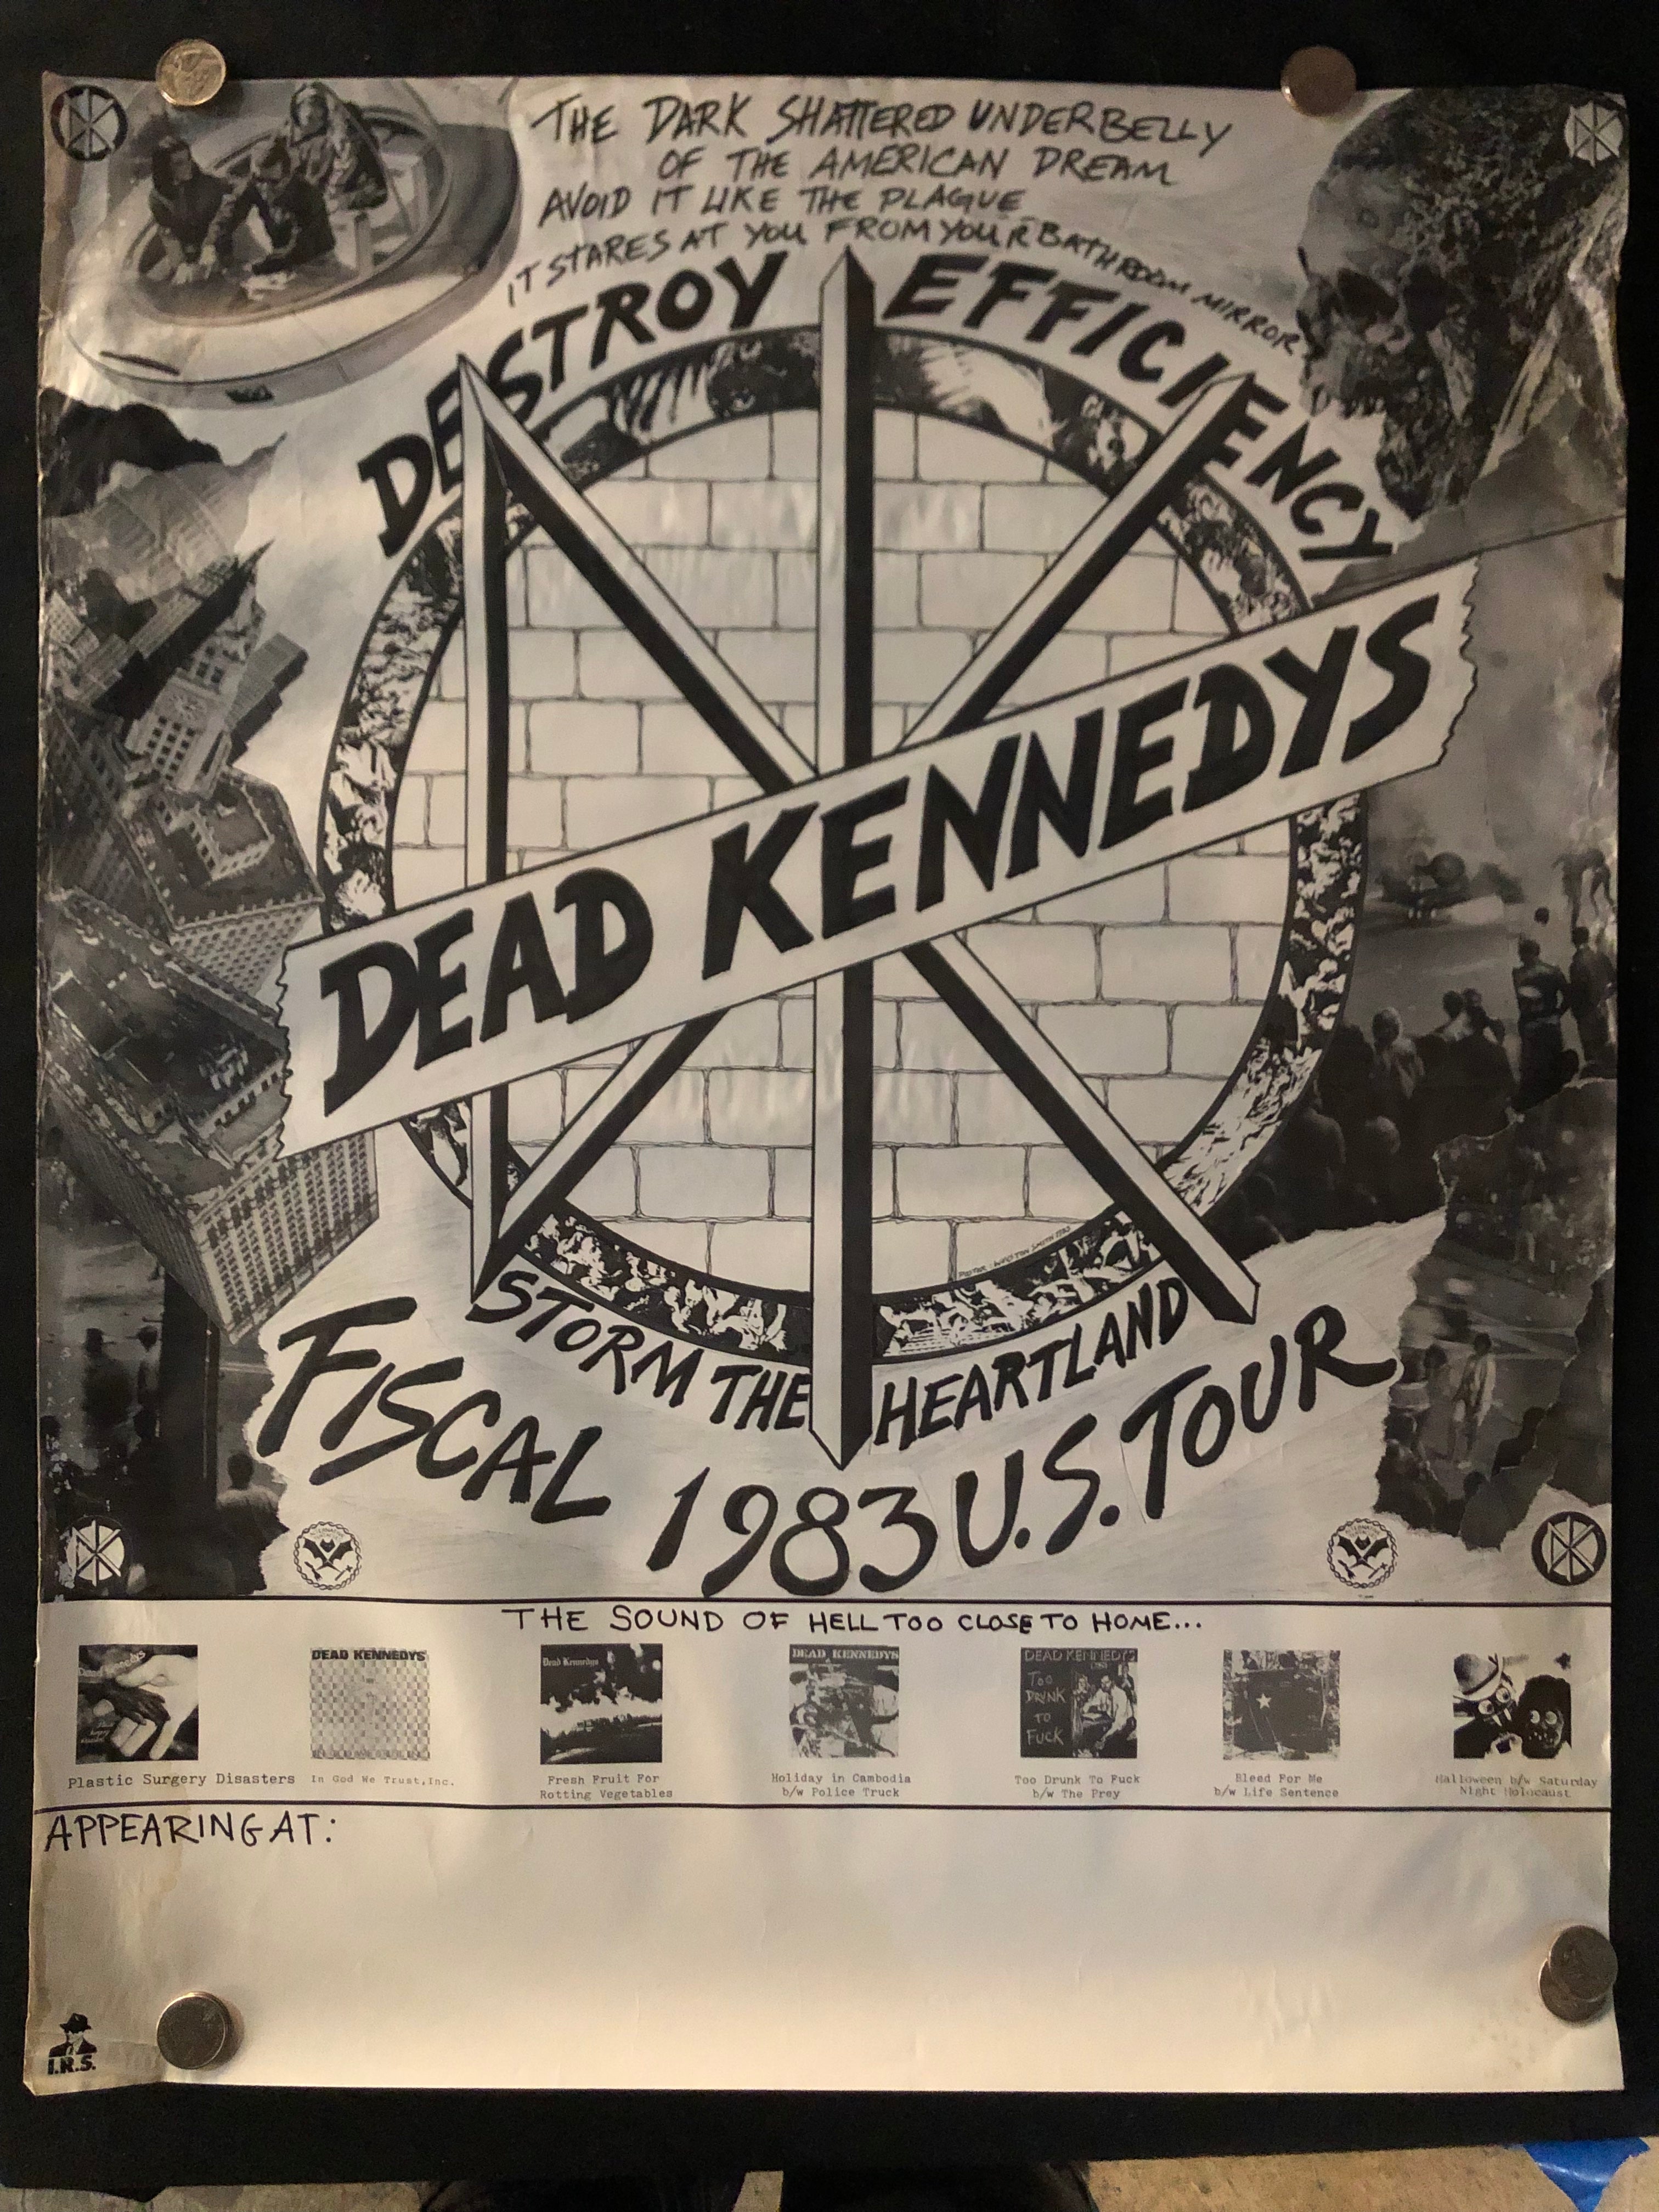 THE DARK SHATTERED UNDERBELLY
OF THE AMERICAN DREAM
AVOID IT LIKE THE PLAGUE
IT STARES AT YOU FROM YOUR BATHROOM MIRROR
DESTROY EFFICIENCY
DEAD KENNEDYS
POSTER: WINSTON SMITH
STORM THE HEARTLAND
FISCAL 1983 U.S. TOUR
THE SOUND OF HELL TOO CLOSE TO HOME...
DEAD KENNEDYS
Dead Kennedys
DEAD KENNEDYS
DEAD KENNEDYS
TOO
DRUNK
TO
FUCK
Plastic Surgery Disasters
In God We Trust, Inc.
Fresh Fruit For
Rotting Vegetables
Holiday in Cambodia
b/w Police Truck
Too Drunk To Fuck
b/w The Prey
Bleed For Me
b/w Life Sentence
Halloween b/w Saturday
Night Holocaust
APPEARING AT:
I.R.S.